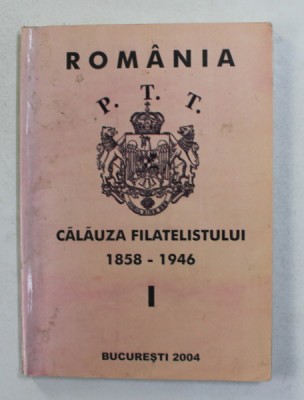 ROMÂNIA
P. T. T.
CĂLĂUZA FILATELISTULUI
1858 - 1946
I
BUCUREȘTI 2004